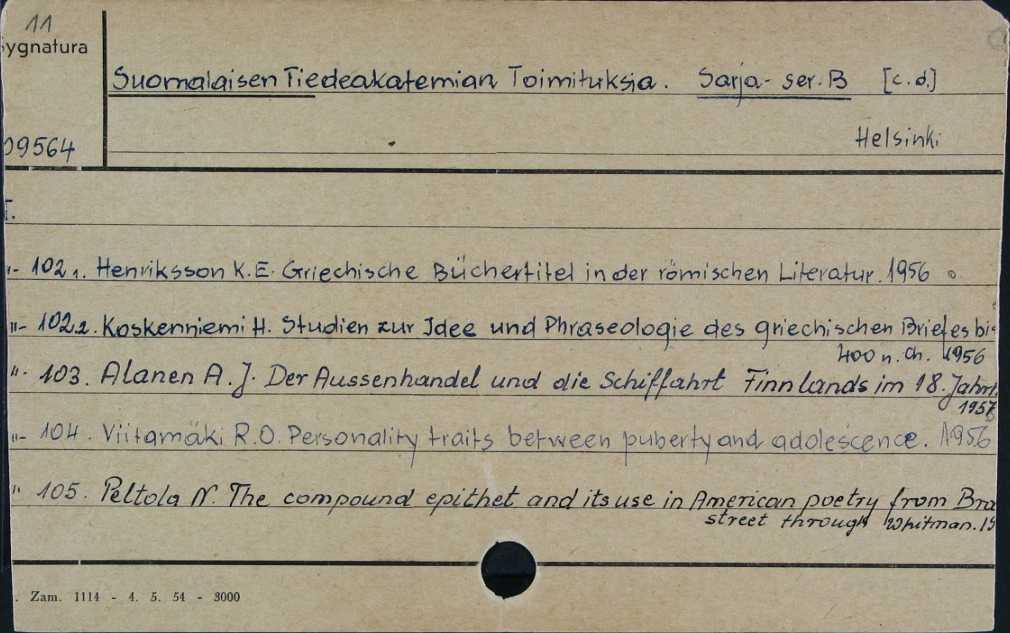 11
ygnatura
Suomalaisen Tiedeakatemian Toimituksia. Sarja- ser. B [c.d.]
09564
Helsinki
T.
"- 102 1. Henriksson K.E. Griechische Büchertitel in der römischen Literatur. 1956
"- 102 2. Koskenniemi H. Studien zur Idee und Phraseologie des griechischen Briefes bis
400 n. Ch. 1956
"- 103. Alanen A. J. Der Aussenhandel und die Schiffahrt Finnlands im 18. Jahrh.
1957
"- 104. Viitamäki R.O. Personality traits between puberty and adolescence. 1956
" 105. Peltola N. The compound epithet and its use in American poetry from Bra
street through Whitman. 19
. Zam. 1114 - 4. 5. 54 - 3000